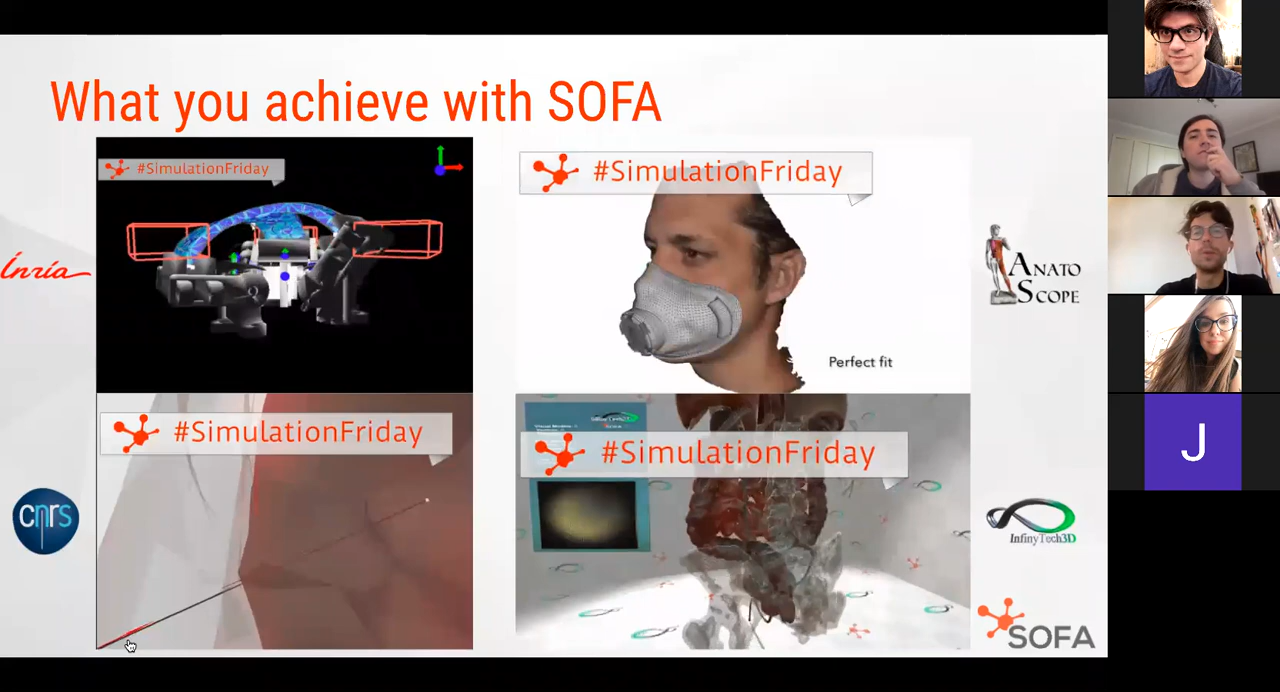 What you achieve with SOFA
#SimulationFriday
#SimulationFriday
Inria
ANATO
SCOPE
Perfect fit
#SimulationFriday
#SimulationFriday
cnrs
InfinyTech3D
SOFA
J